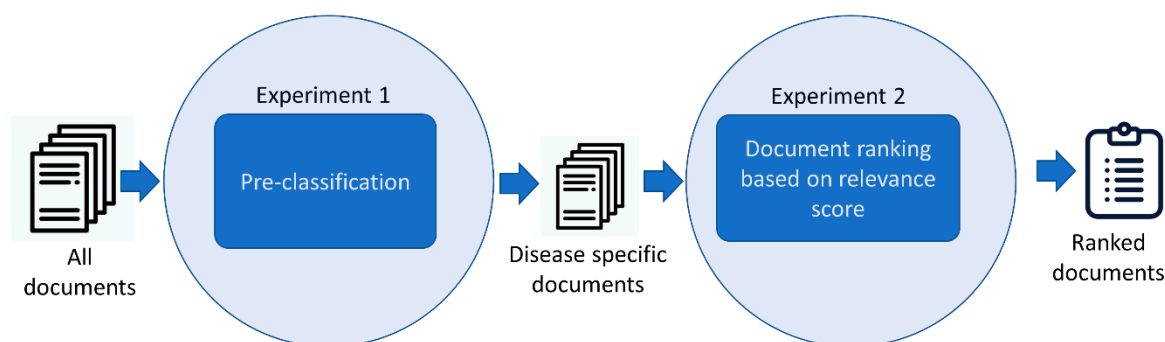 Experiment 1
Pre-classification
All
documents
Disease specific
documents
Experiment 2
Document ranking
based on relevance
score
Ranked
documents